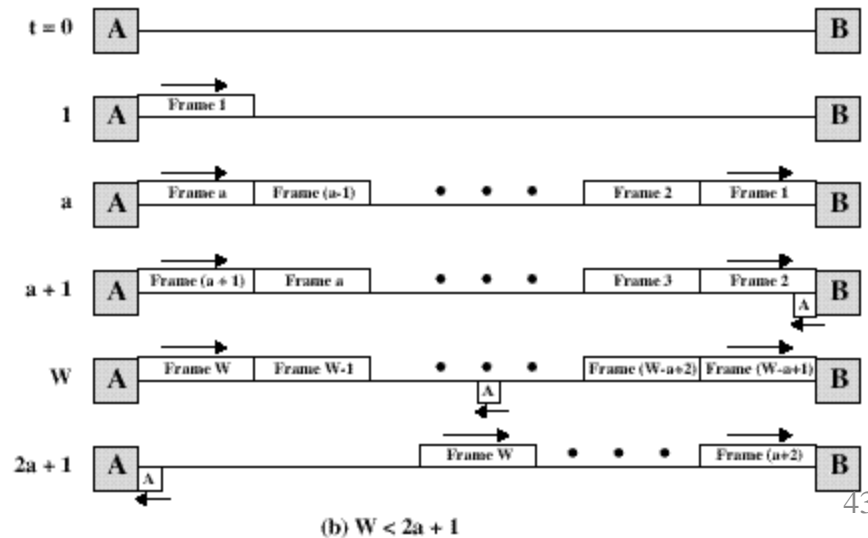 t = 0 A B
1 A Frame 1 B
a A Frame a Frame (a-1) • • • Frame 2 Frame 1 B
a + 1 A Frame (a + 1) Frame a • • • Frame 3 Frame 2 A B
W A Frame W Frame W-1 • • • A Frame (W-a+2) Frame (W-a+1) B
2a + 1 A A Frame W • • • Frame (a+2) B
43
(b) W < 2a + 1